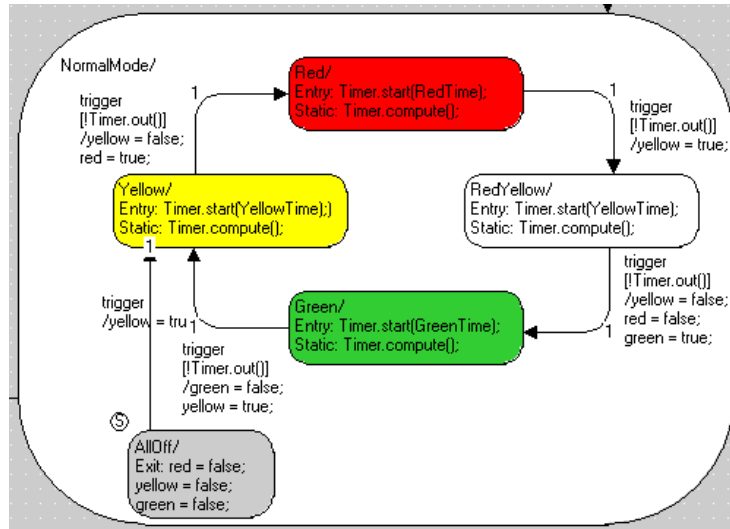 NormalMode/
Red/
Entry: Timer.start(RedTime);
Static: Timer.compute();
1
trigger
[!Timer.out()]
/yellow = false;
red = true;
1
trigger
[!Timer.out()]
/yellow = true;
Yellow/
Entry: Timer.start(YellowTime);)
Static: Timer.compute();
1
RedYellow/
Entry: Timer.start(YellowTime);
Static: Timer.compute();
trigger
/yellow = tru
Green/
Entry: Timer.start(GreenTime);
Static: Timer.compute();
trigger
[!Timer.out()]
/yellow = false;
red = false;
green = true;
1
1
trigger
[!Timer.out()]
/green = false;
yellow = true;
S
AllOff/
Exit: red = false;
yellow = false;
green = false;